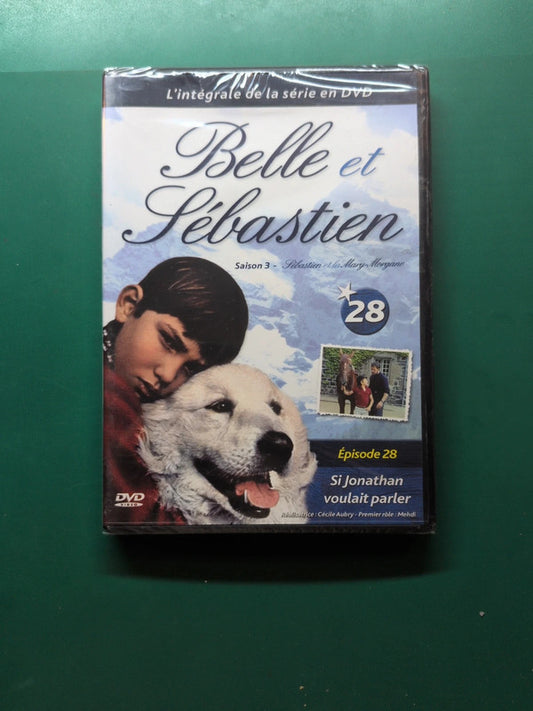 L'intégrale de la série en DVD
Belle et
Sébastien
Saison 3 - Sébastien et la Mary-Morgane
28
Épisode 28
Si Jonathan
voulait parler
DVD
VIDEO
Réalisatrice : Cécile Aubry - Premier rôle : Mehdi